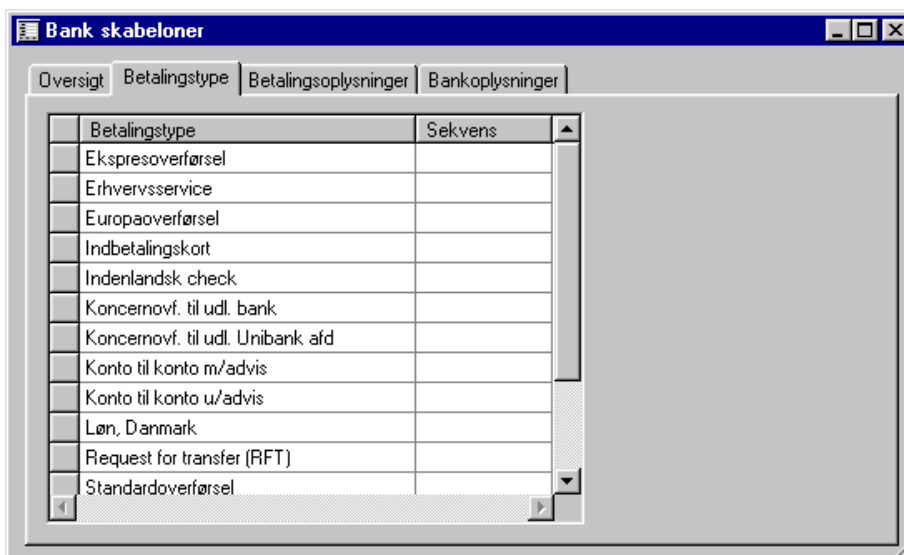 Bank skabeloner
Oversigt Betalingstype Betalingsoplysninger Bankoplysninger
Betalingstype Sekvens
Ekspresoverførsel
Erhvervsservice
Europaoverførsel
Indbetalingskort
Indenlandsk check
Koncernovf. til udl. bank
Koncernovf. til udl. Unibank afd
Konto til konto m/advis
Konto til konto u/advis
Løn, Danmark
Request for transfer (RFT)
Standardoverførsel